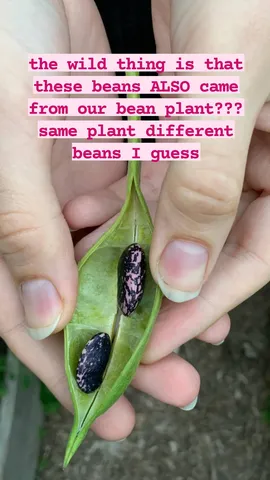 the wild thing is that
these beans ALSO came
from our bean plant???
same plant different
beans I guess